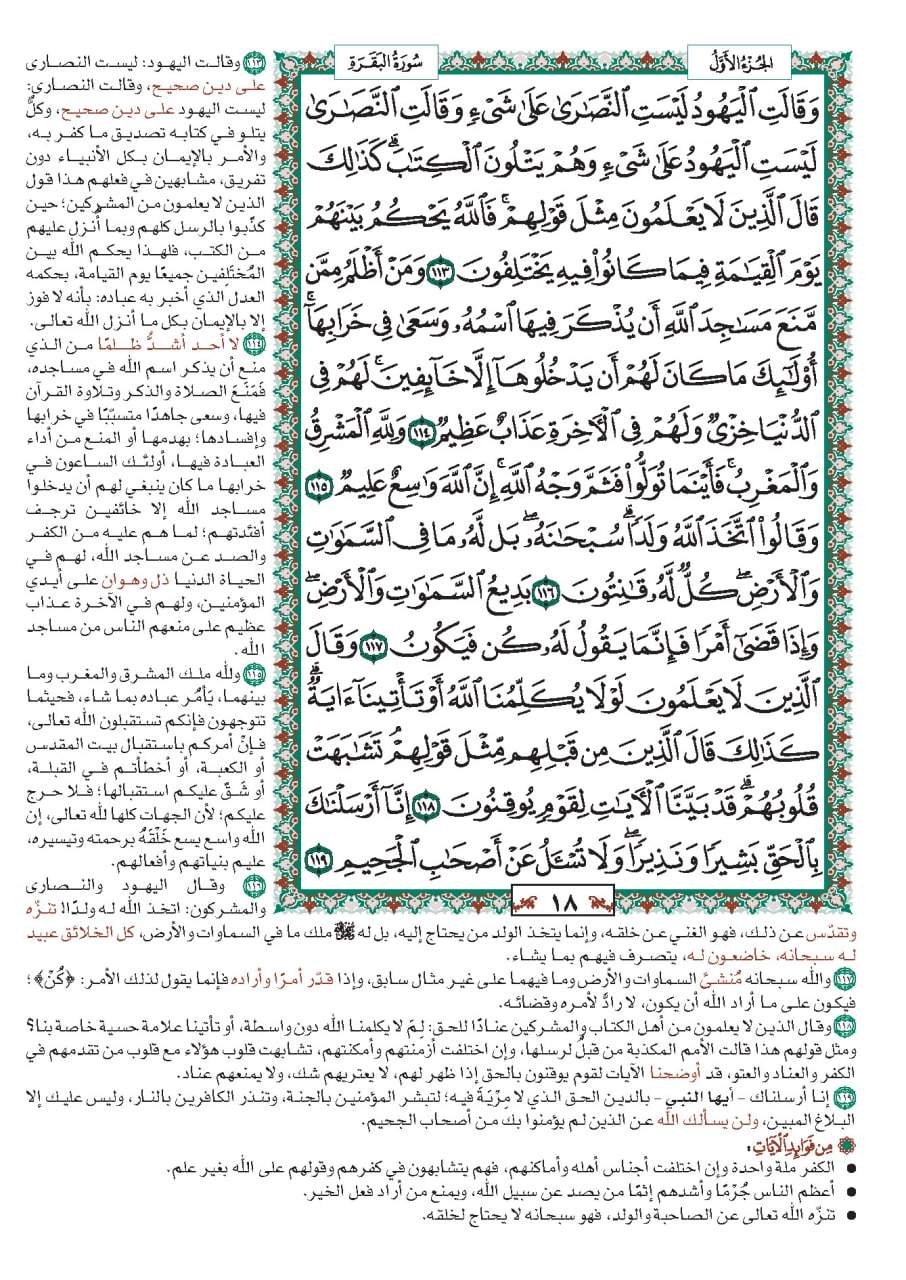 الجزء الأول
سورة البقرة
وَقَالَتِ ٱلْيَهُودُ لَيْسَتِ ٱلنَّصَـٰرَىٰ عَلَىٰ شَىْءٍ وَقَالَتِ ٱلنَّصَـٰرَىٰ
لَيْسَتِ ٱلْيَهُودُ عَلَىٰ شَىْءٍ وَهُمْ يَتْلُونَ ٱلْكِتَـٰبَۗ كَذَٰلِكَ
قَالَ ٱلَّذِينَ لَا يَعْلَمُونَ مِثْلَ قَوْلِهِمْۚ فَٱللَّهُ يَحْكُمُ بَيْنَهُمْ
يَوْمَ ٱلْقِيَـٰمَةِ فِيمَا كَانُوا۟ فِيهِ يَخْتَلِفُونَ ١١٣ وَمَنْ أَظْلَمُ مِمَّن
مَّنَعَ مَسَـٰجِدَ ٱللَّهِ أَن يُذْكَرَ فِيهَا ٱسْمُهُۥ وَسَعَىٰ فِى خَرَابِهَآۚ
أُو۟لَـٰٓئِكَ مَا كَانَ لَهُمْ أَن يَدْخُلُوهَآ إِلَّا خَآئِفِينَۚ لَهُمْ فِى
ٱلدُّنْيَا خِزْىٌ وَلَهُمْ فِى ٱلْـَٔاخِرَةِ عَذَابٌ عَظِيمٌ ١١٤ وَلِلَّهِ ٱلْمَشْرِقُ
وَٱلْمَغْرِبُۚ فَأَيْنَمَا تُوَلُّوا۟ فَثَمَّ وَجْهُ ٱللَّهِۚ إِنَّ ٱللَّهَ وَٰسِعٌ عَلِيمٌ ١١٥
وَقَالُوا۟ ٱتَّخَذَ ٱللَّهُ وَلَدًاۗ سُبْحَـٰنَهُۥۖ بَل لَّهُۥ مَا فِى ٱلسَّمَـٰوَٰتِ
وَٱلْأَرْضِۖ كُلٌّ لَّهُۥ قَـٰنِتُونَ ١١٦ بَدِيعُ ٱلسَّمَـٰوَٰتِ وَٱلْأَرْضِۖ
وَإِذَا قَضَىٰٓ أَمْرًا فَإِنَّمَا يَقُولُ لَهُۥ كُن فَيَكُونُ ١١٧ وَقَالَ
ٱلَّذِينَ لَا يَعْلَمُونَ لَوْلَا يُكَلِّمُنَا ٱللَّهُ أَوْ تَأْتِينَآ ءَايَةٌۗ
كَذَٰلِكَ قَالَ ٱلَّذِينَ مِن قَبْلِهِم مِّثْلَ قَوْلِهِمْۘ تَشَـٰبَهَتْ
قُلُوبُهُمْۗ قَدْ بَيَّنَّا ٱلْـَٔايَـٰتِ لِقَوْمٍ يُوقِنُونَ ١١٨ إِنَّآ أَرْسَلْنَـٰكَ
بِٱلْحَقِّ بَشِيرًا وَنَذِيرًاۖ وَلَا تُسْـَٔلُ عَنْ أَصْحَـٰبِ ٱلْجَحِيمِ ١١٩
١٨
١١٣ وقالت اليهود: ليست النصارى
على دين صحيح، وقالت النصارى:
ليست اليهود على دين صحيح، وكلٌّ
يتلو في كتابه تصديق ما كفر به،
والأمر بالإيمان بكل الأنبياء دون
تفريق، مشابهين في فعلهم هذا قول
الذين لا يعلمون من المشركين؛ حين
كذّبوا بالرسل كلهم وبما أُنزل عليهم
من الكتب، فلهذا يحكم الله بين
المُختَلِفين جميعًا يوم القيامة، بحكمه
العدل الذي أخبر به عباده: بأنه لا فوز
إلا بالإيمان بكل ما أنزل الله تعالى.
١١٤ لا أحد أشدُّ ظلمًا من الذي
منع أن يذكر اسم الله في مساجده،
فَمَنَعَ الصلاة والذكر وتلاوة القرآن
فيها، وسعى جاهدًا متسبّبًا في خرابها
وإفسادها؛ بهدمها أو المنع من أداء
العبادة فيها، أولئك الساعون في
خرابها ما كان ينبغي لهم أن يدخلوا
مساجد الله إلا خائفين ترجف
أفئدتهم؛ لما هم عليه من الكفر
والصد عن مساجد الله، لهم في
الحياة الدنيا ذل وهوان على أيدي
المؤمنين، ولهم في الآخرة عذاب
عظيم على منعهم الناس من مساجد
الله.
١١٥ ولله ملك المشرق والمغرب وما
بينهما، يَأمُر عباده بما شاء، فحيثما
تتوجهون فإنكم تستقبلون الله تعالى،
فإنْ أمركم باستقبال بيت المقدس
أو الكعبة، أو أخطأتم في القبلة،
أو شَقَّ عليكم استقبالها؛ فلا حرج
عليكم؛ لأن الجهات كلها لله تعالى، إن
الله واسع يسع خَلْقَهُ برحمته وتيسيره،
عليم بنياتهم وأفعالهم.
١١٦ وقال اليهود والنصارى
والمشركون: اتخذ الله له ولدًا! تنزّه
وتقدّس عن ذلك، فهو الغني عن خلقه، وإنما يتخذ الولد من يحتاج إليه، بل له ﷻ ملك ما في السماوات والأرض، كل الخلائق عبيد
له سبحانه، خاضعون له، يتصرف فيهم بما يشاء.
١١٧ والله سبحانه مُنشئ السماوات والأرض وما فيهما على غير مثال سابق، وإذا قدّر أمرًا وأراده فإنما يقول لذلك الأمر: ﴿كُنْ﴾؛
فيكون على ما أراد الله أن يكون، لا رادَّ لأمره وقضائه.
١١٨ وقال الذين لا يعلمون من أهل الكتاب والمشركين عنادًا للحق: لِمَ لا يكلمنا الله دون واسطة، أو تأتينا علامة حسية خاصة بنا؟
ومثل قولهم هذا قالت الأمم المكذبة من قبلُ لرسلها، وإن اختلفت أزمنتهم وأمكنتهم، تشابهت قلوب هؤلاء مع قلوب من تقدمهم في
الكفر والعناد والعتو، قد أوضحنا الآيات لقوم يوقنون بالحق إذا ظهر لهم، لا يعتريهم شك، ولا يمنعهم عناد.
١١٩ إنا أرسلناك - أيها النبي - بالدين الحق الذي لا مِرْيَةَ فيه؛ لتبشر المؤمنين بالجنة، وتنذر الكافرين بالنار، وليس عليك إلا
البلاغ المبين، ولن يسألك الله عن الذين لم يؤمنوا بك من أصحاب الجحيم.
من فوائد الآيات:
• الكفر ملة واحدة وإن اختلفت أجناس أهله وأماكنهم، فهم يتشابهون في كفرهم وقولهم على الله بغير علم.
• أعظم الناس جُرْمًا وأشدهم إثمًا من يصد عن سبيل الله، ويمنع من أراد فعل الخير.
• تنزّه الله تعالى عن الصاحبة والولد، فهو سبحانه لا يحتاج لخلقه.